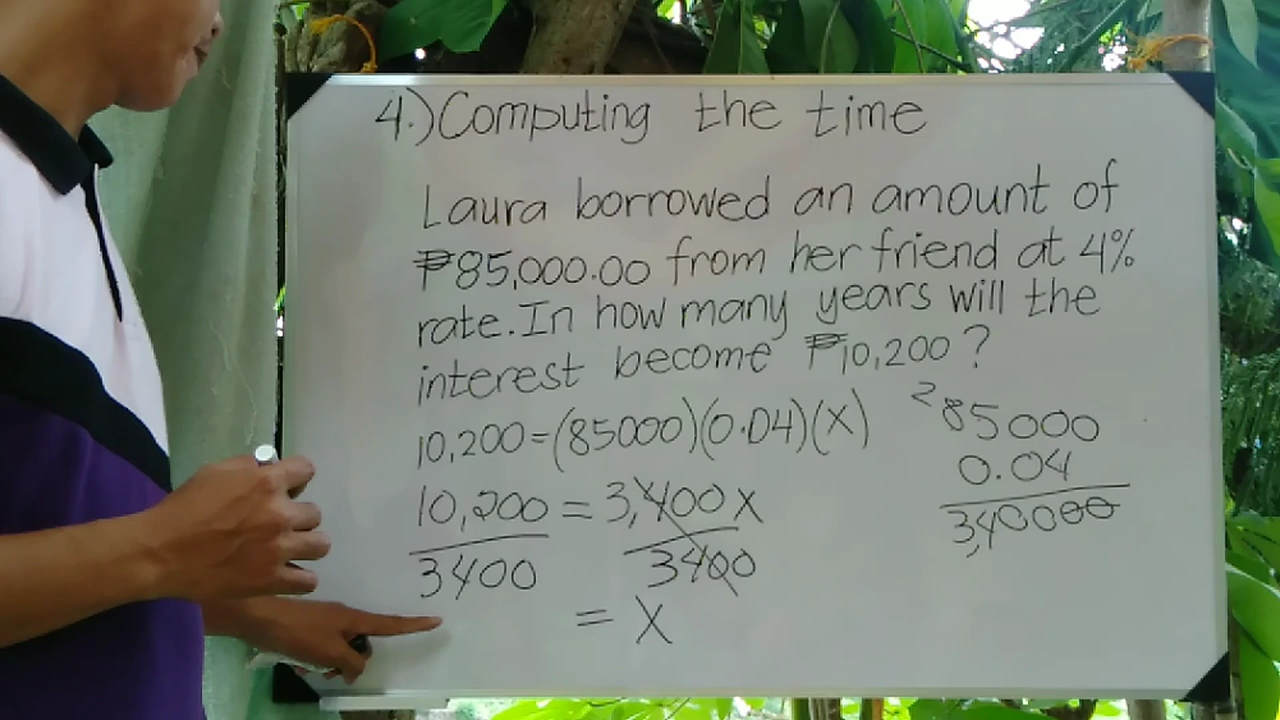 4.) Computing the time
Laura borrowed an amount of
₱85,000.00 from her friend at 4%
rate. In how many years will the
interest become ₱10,200?
10,200=(85000)(0.04)(X)
10,200 = 3,400X
3400 3400
= X
2 85000
0.04
3,40000